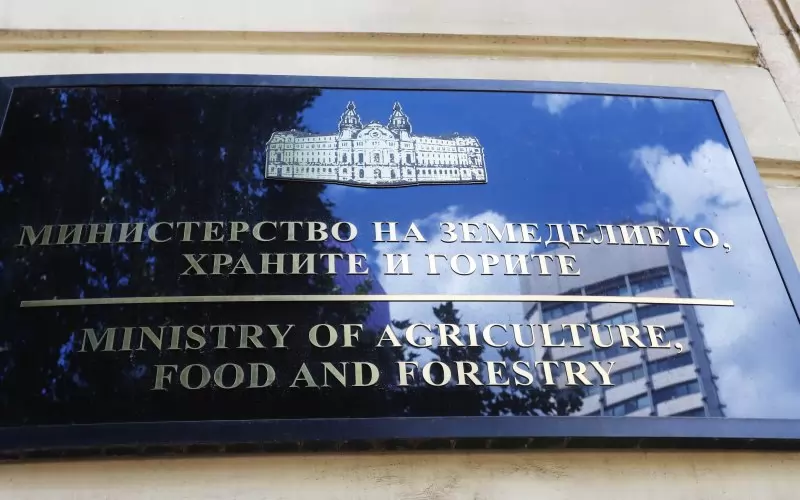 МИНИСТЕРСТВО НА ЗЕМЕДЕЛИЕТО,
ХРАНИТЕ И ГОРИТЕ
MINISTRY OF AGRICULTURE,
FOOD AND FORESTRY